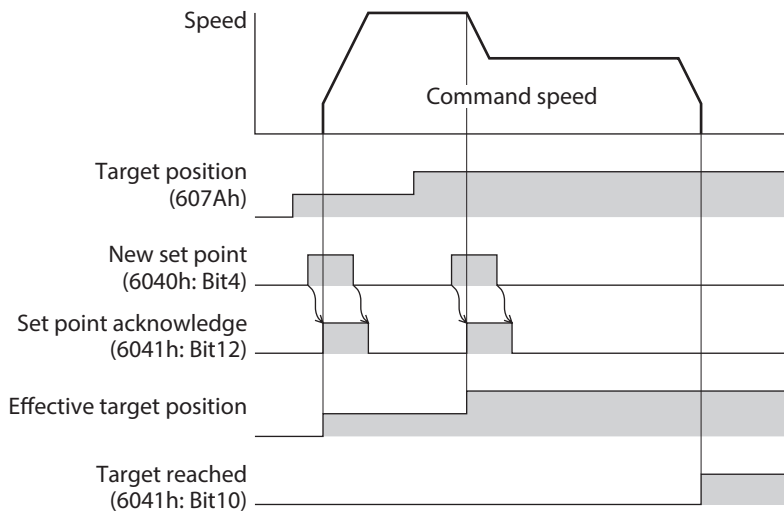 Speed
Command speed
Target position
(607Ah)
New set point
(6040h: Bit4)
Set point acknowledge
(6041h: Bit12)
Effective target position
Target reached
(6041h: Bit10)